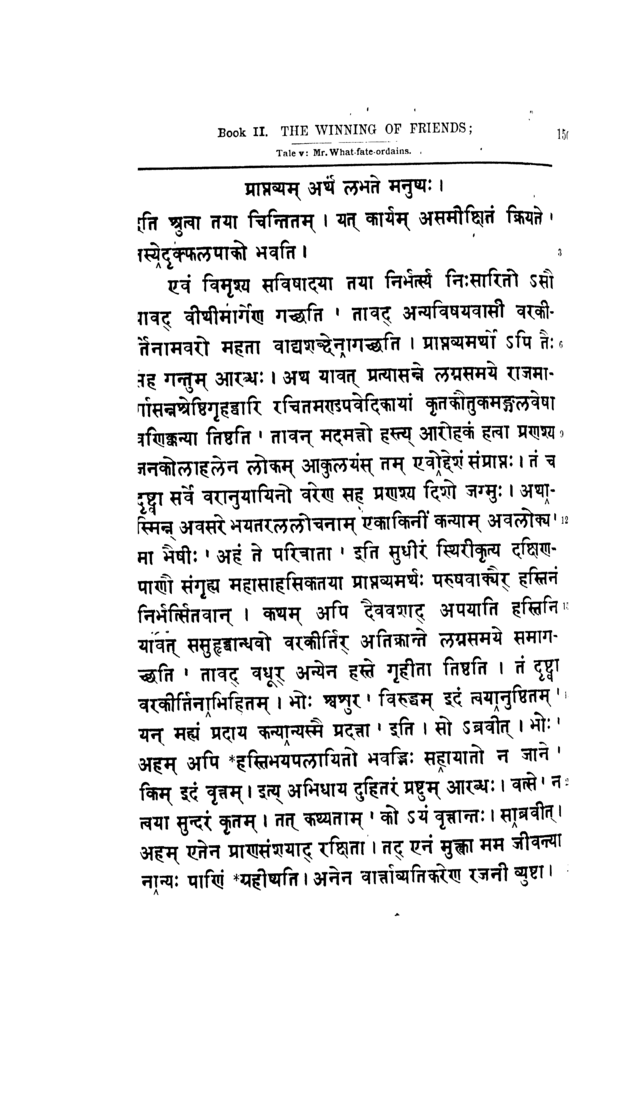 Book II. THE WINNING OF FRIENDS;
Tale v: Mr. What-fate-ordains.
प्राप्तव्यम् अर्थं लभते मनुष्यः ।
इति श्रुत्वा तया चिन्तितम् । यत् कार्यम् असमीक्षितं क्रियते '
तस्येदृक्फलपाको भवति । 3
एवं विमृश्य सविषादया तया निर्भर्त्स्य निःसारितो ऽसौ
यावद् वीथीमार्गेण गच्छति ' तावद् अन्यविषयवासी वरकी-
र्तिनामवरो महता वाद्यशब्देनागच्छति । प्राप्तव्यमर्थो ऽपि तैः 6
सह गन्तुम् आरब्धः । अथ यावत् प्रत्यासन्ने लग्नसमये राजमा-
र्गासन्नश्रेष्ठिगृहद्वारि रचितमण्डपवेदिकायां कृतकौतुकमङ्गलवेषा
वणिक्कन्या तिष्ठति ' तावन् मदमत्तो हस्त्य् आरोहकं हत्वा प्रणश्य 9
जनकोलाहलेन लोकम् आकुलयंस् तम् एवोद्देशं संप्राप्तः । तं च
दृष्ट्वा सर्वे वरानुयायिनो वरेण सह प्रणश्य दिशो जग्मुः । अथा-
स्मिन्न् अवसरे भयतरललोचनाम् एकाकिनीं कन्याम् अवलोक्य ' 12
मा भैषीः ' अहं ते परित्राता ' इति सुधीरं स्थिरीकृत्य दक्षिण-
पाणौ संगृह्य महासाहसिकतया प्राप्तव्यमर्थः परुषवाक्यैर् हस्तिनं
निर्भर्त्सितवान् । कथम् अपि दैववशाद् अपयाति हस्तिनि
यावत् ससुहृद्बान्धवो वरकीर्तिर् अतिक्रान्ते लग्नसमये समाग-
च्छति ' तावद् वधूर् अन्येन हस्ते गृहीता तिष्ठति । तं दृष्ट्वा
वरकीर्तिनाभिहितम् । भोः श्वशुर ' विरुद्धम् इदं त्वयानुष्ठितम् '
यन् मह्यं प्रदाय कन्यान्यस्मै प्रदत्ता ' इति । सो ऽब्रवीत् । भोः '
अहम् अपि *हस्तिभयपलायितो भवद्भिः सहायातो न जाने '
किम् इदं वृत्तम् । इत्य् अभिधाय दुहितरं प्रष्टुम् आरब्धः । वत्से ' न
त्वया सुन्दरं कृतम् । तत् कथ्यताम् ' को ऽयं वृत्तान्तः । साब्रवीत् ।
अहम् एतेन प्राणसंशयाद् रक्षिता । तद् एनं मुक्त्वा मम जीवन्त्या
नान्यः पाणिं *ग्रहीष्यति । अनेन वार्त्ताव्यतिकरेण रजनी व्युष्टा ।